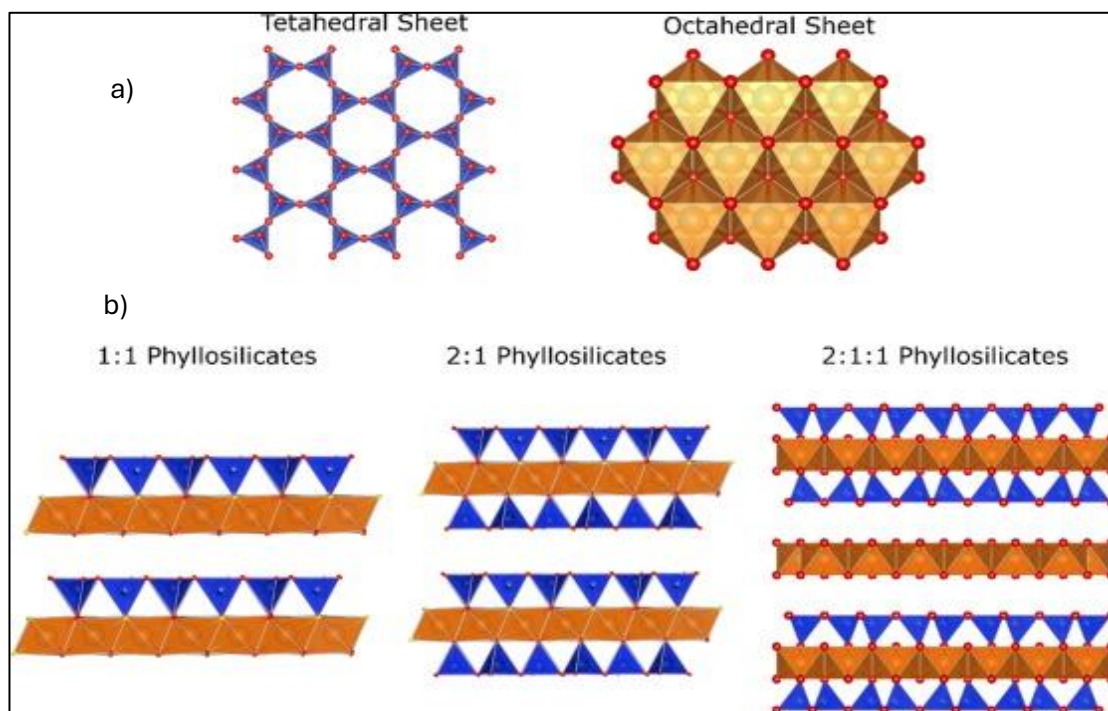 Tetahedral Sheet
Octahedral Sheet
a)
b)
1:1 Phyllosilicates
2:1 Phyllosilicates
2:1:1 Phyllosilicates